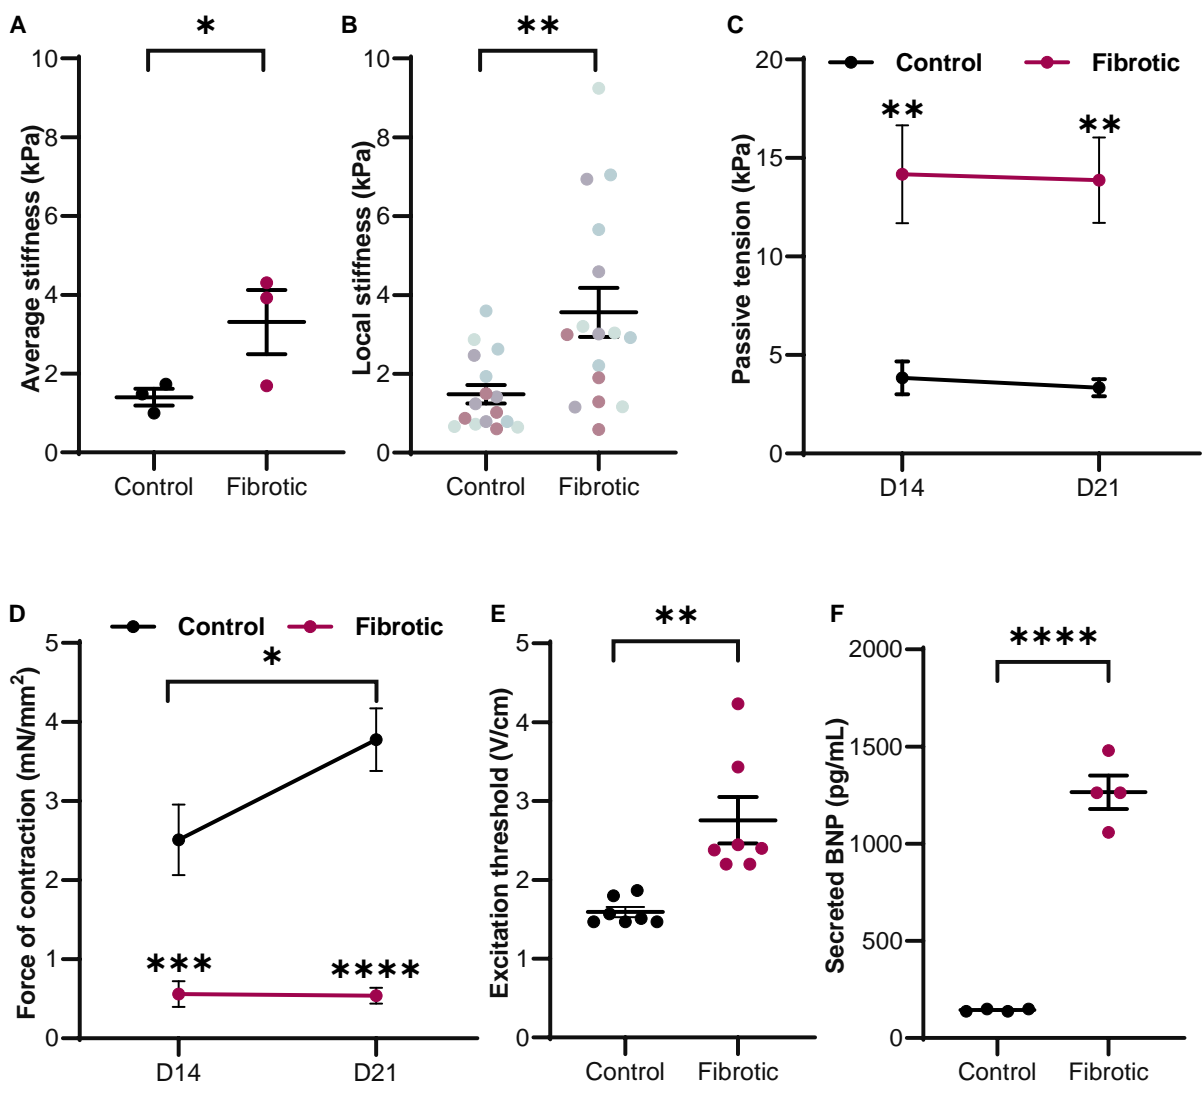 A
*
Average stiffness (kPa)
10
8
6
4
2
0
Control Fibrotic
B
**
Local stiffness (kPa)
10
8
6
4
2
0
Control Fibrotic
C
Control Fibrotic
** **
Passive tension (kPa)
20
15
10
5
0
D14 D21
D
Control Fibrotic
*
Force of contraction (mN/mm²)
5
4
3
2
1
0
*** ****
D14 D21
E
**
Excitation threshold (V/cm)
5
4
3
2
1
0
Control Fibrotic
F
****
Secreted BNP (pg/mL)
2000
1500
1000
500
0
Control Fibrotic